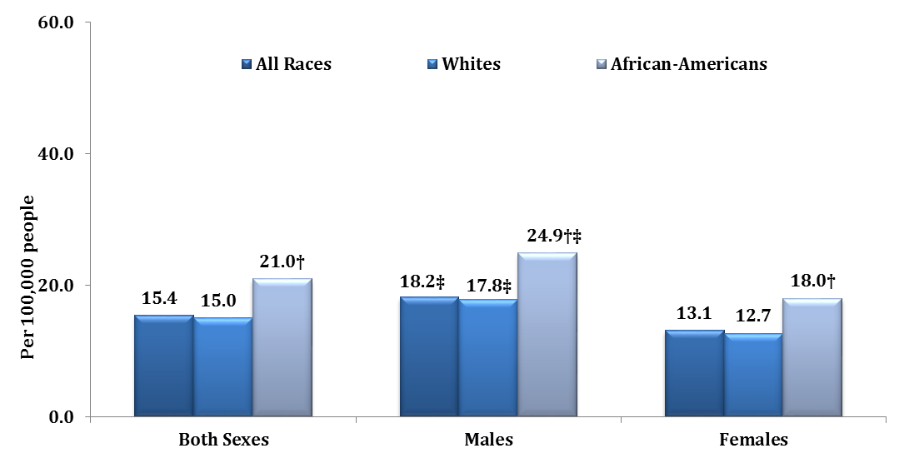 60.0
All Races Whites African-Americans
40.0
Per 100,000 people
24.9†‡
21.0†
18.2‡ 17.8‡ 18.0†
20.0
15.4 15.0 13.1 12.7
0.0
Both Sexes Males Females